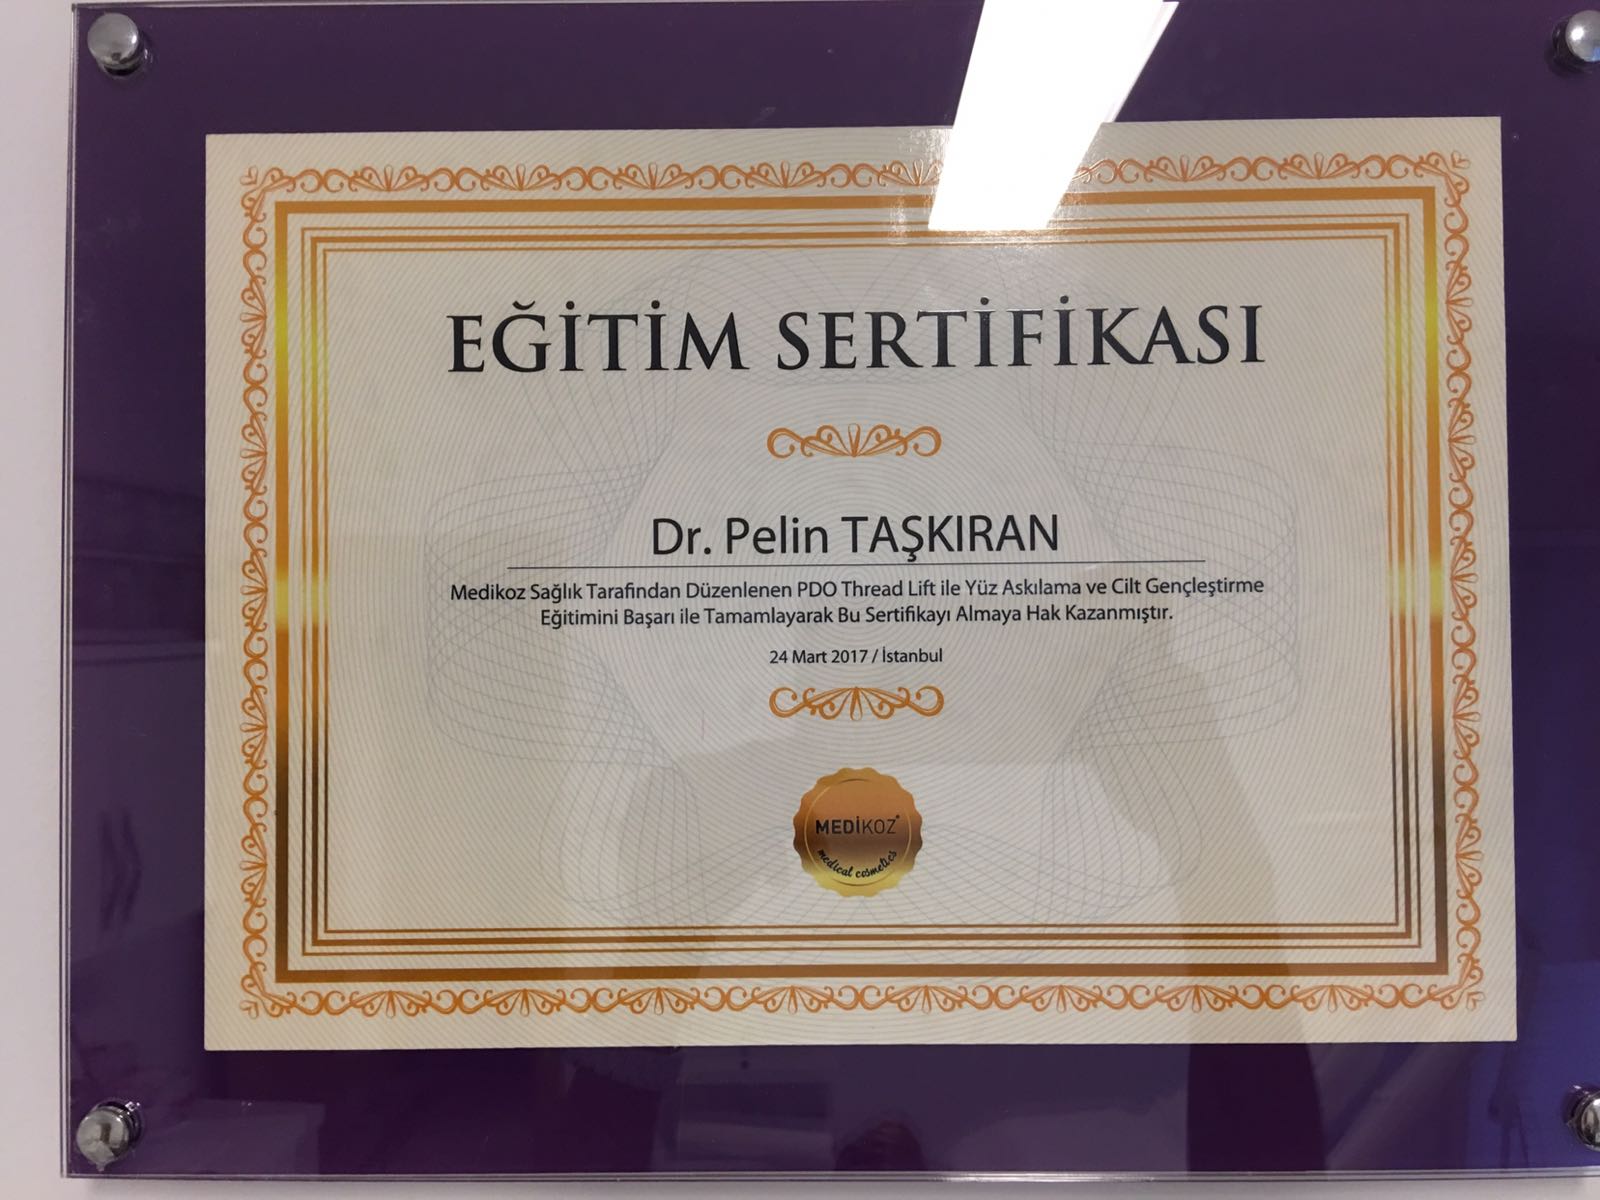 EĞİTİM SERTİFİKASI
Dr. Pelin TAŞKIRAN
Medikoz Sağlık Tarafından Düzenlenen PDO Thread Lift ile Yüz Askılama ve Cilt Gençleştirme
Eğitimini Başarı ile Tamamlayarak Bu Sertifikayı Almaya Hak Kazanmıştır.
24 Mart 2017 / İstanbul
MEDİKOZ
medical cosmetics